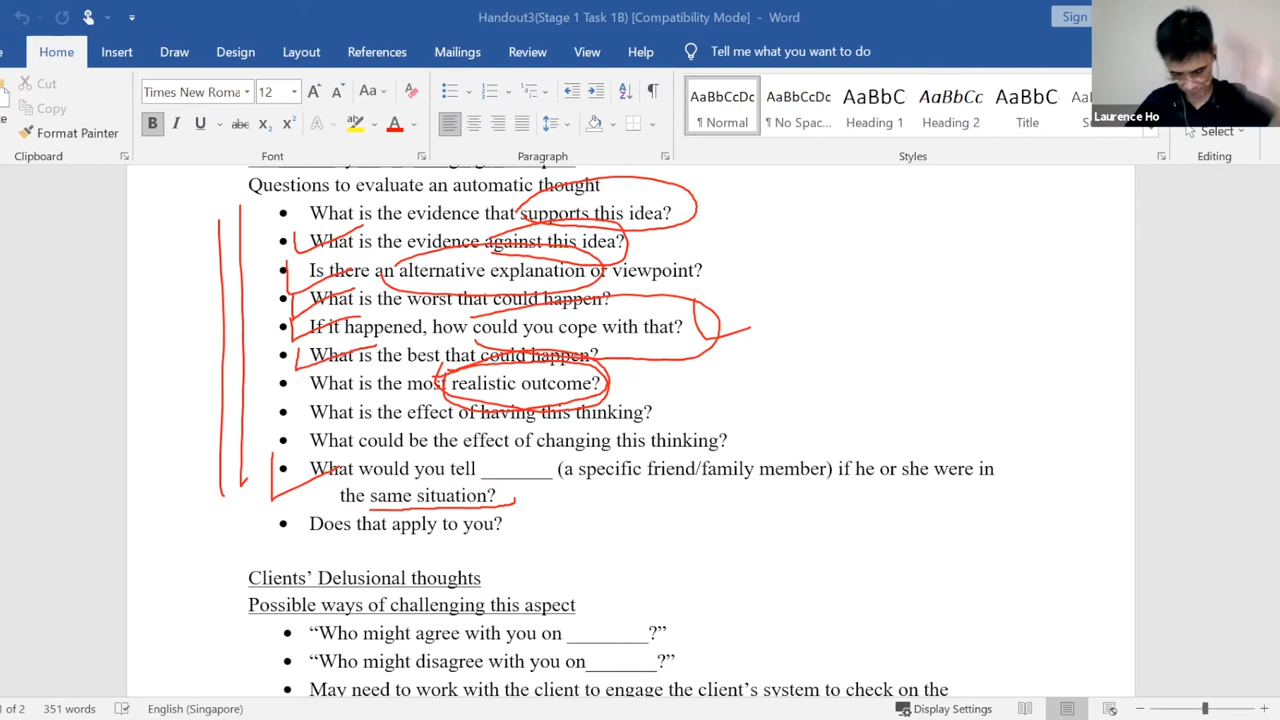 Handout3(Stage 1 Task 1B) [Compatibility Mode] - Word
Sign
Home Insert Draw Design Layout References Mailings Review View Help Tell me what you want to do
Cut
Copy
Format Painter
Times New Roma 12 Aa
AaBbCcDc AaBbCcDc AaBbCc AaBbCc AaB
¶ Normal ¶ No Spac... Heading 1 Heading 2 Title
Laurence Ho
Select
Clipboard Font Paragraph Styles Editing
Questions to evaluate an automatic thought
• What is the evidence that supports this idea?
• What is the evidence against this idea?
• Is there an alternative explanation or viewpoint?
• What is the worst that could happen?
• If it happened, how could you cope with that?
• What is the best that could happen?
• What is the most realistic outcome?
• What is the effect of having this thinking?
• What could be the effect of changing this thinking?
• What would you tell _______ (a specific friend/family member) if he or she were in
the same situation?
• Does that apply to you?
Clients’ Delusional thoughts
Possible ways of challenging this aspect
• “Who might agree with you on ________?”
• “Who might disagree with you on_______?”
• May need to work with the client to engage the client’s system to check on the
1 of 2 351 words English (Singapore) Display Settings